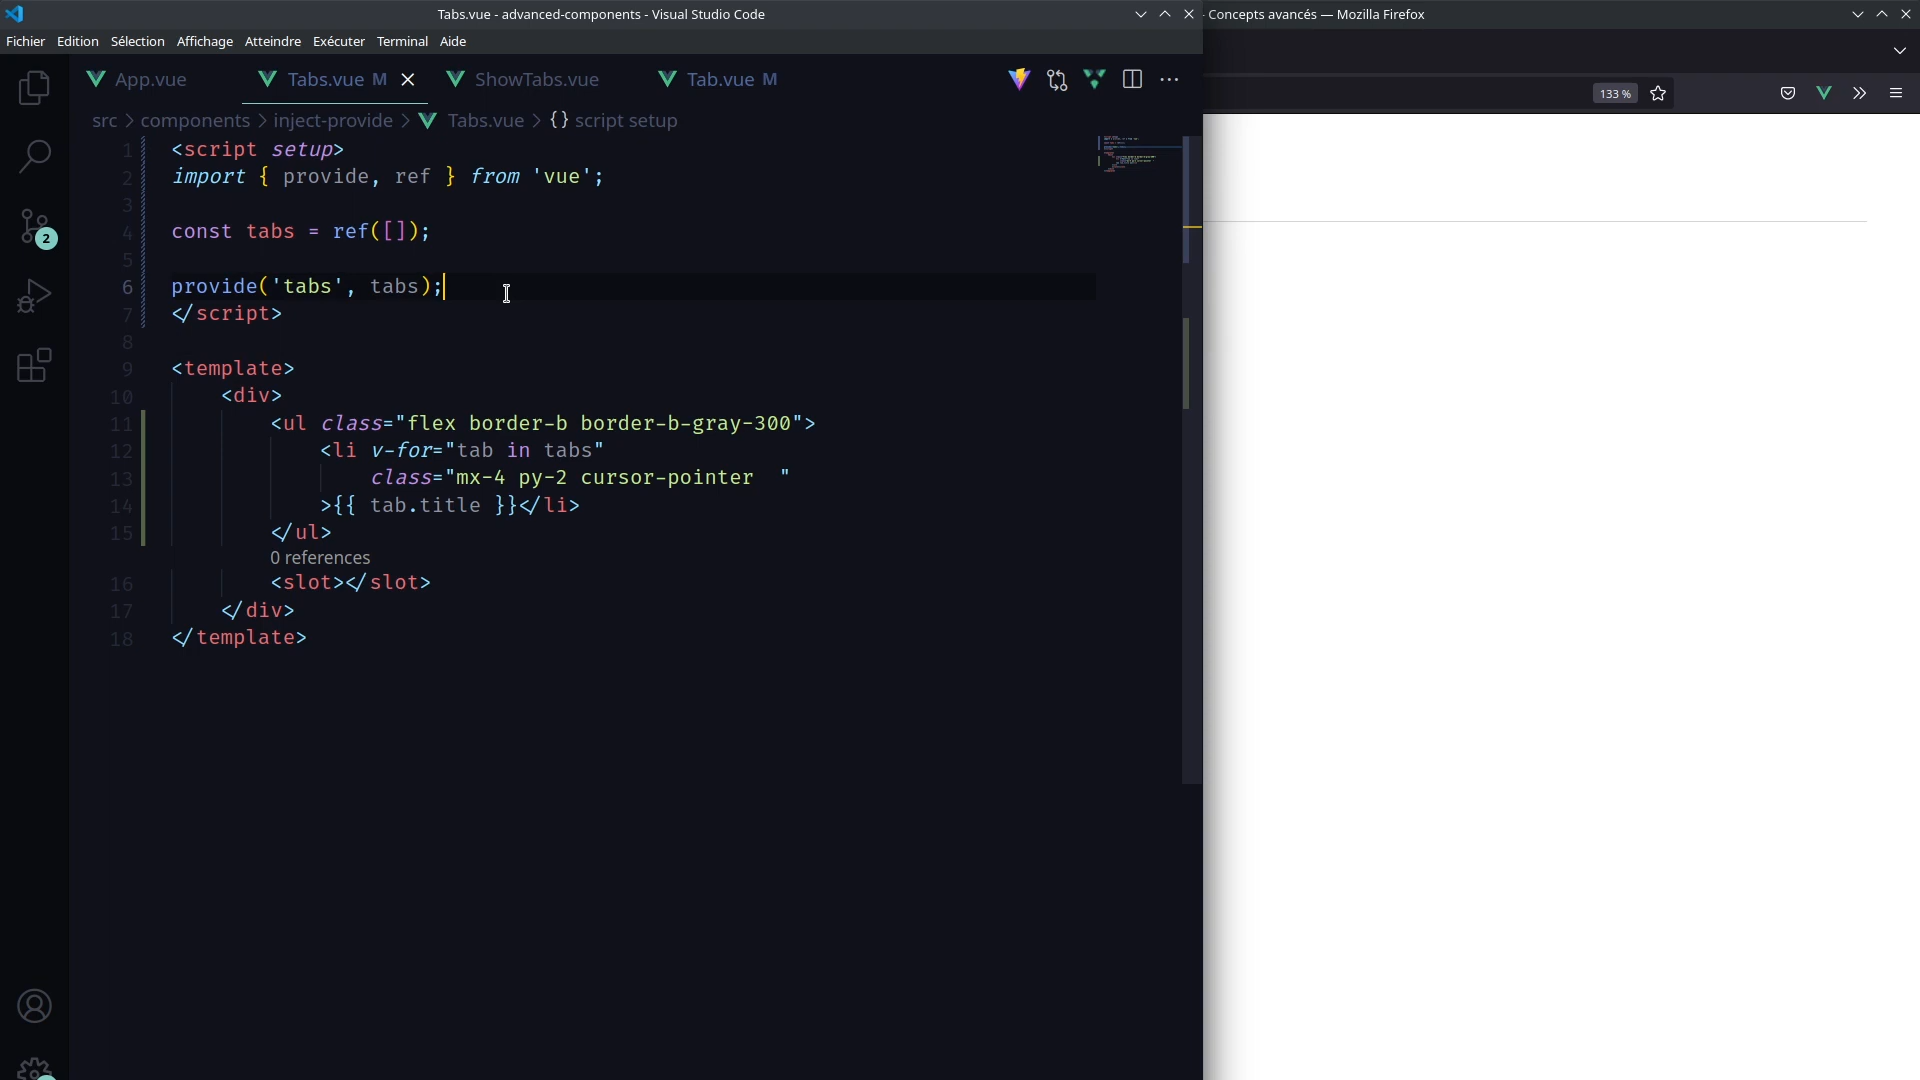 Tabs.vue - advanced-components - Visual Studio Code
- Concepts avancés — Mozilla Firefox
Fichier Edition Sélection Affichage Atteindre Exécuter Terminal Aide
App.vue Tabs.vue M ShowTabs.vue Tab.vue M
133 %
src > components > inject-provide > Tabs.vue > {} script setup
1 <script setup>
2 import { provide, ref } from 'vue';
3
4 const tabs = ref([]);
5
6 provide('tabs', tabs);
7 </script>
8
9 <template>
10 <div>
11 <ul class="flex border-b border-b-gray-300">
12 <li v-for="tab in tabs"
13 class="mx-4 py-2 cursor-pointer  "
14 >{{ tab.title }}</li>
15 </ul>
0 references
16 <slot></slot>
17 </div>
18 </template>
2